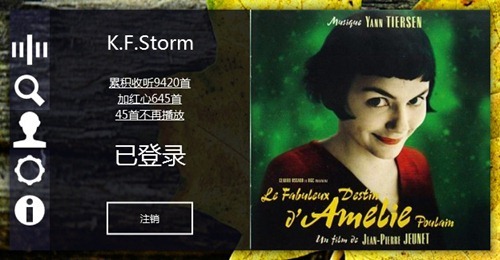 K.F.Storm
累积收听9420首
加红心645首
45首不再播放
已登录
注销
Musique YANN TIERSEN
Le Fabuleux Destin
d'Amélie Poulain
Un film de JEAN-PIERRE JEUNET